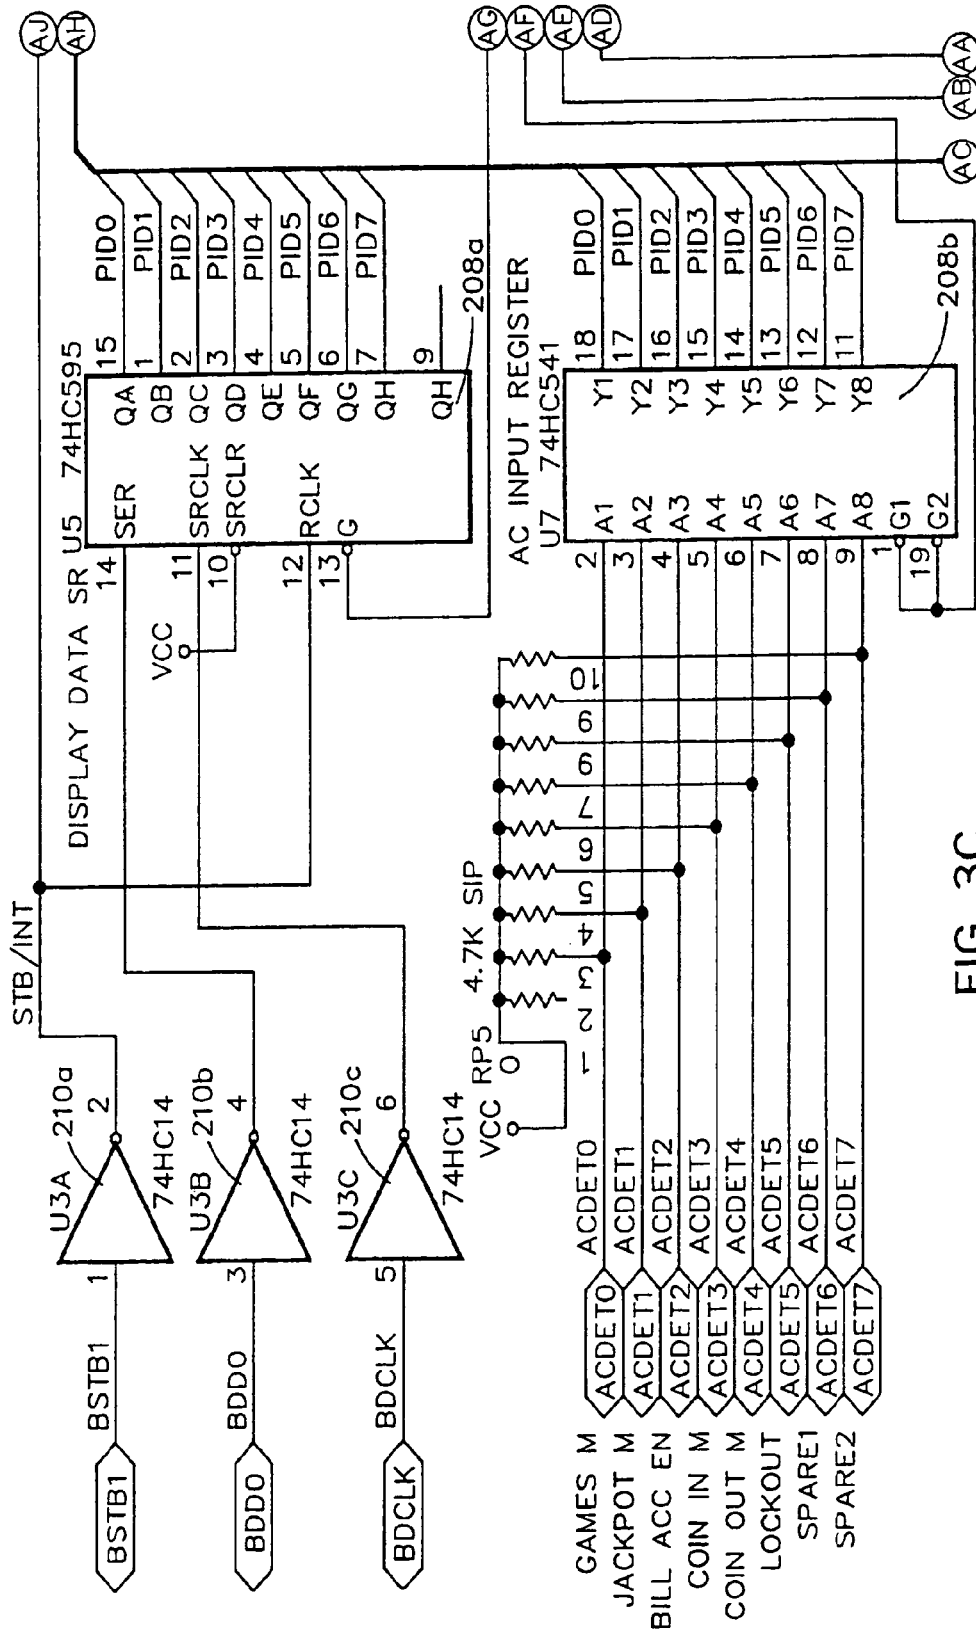 AJ
AH
STB/INT
DISPLAY DATA SR
U5 74HC595
BSTB1
BSTB1
1
U3A
210a
2
74HC14
BDD0
BDD0
3
U3B
210b
4
74HC14
BDCLK
BDCLK
5
U3C
210c
6
74HC14
VCC
14 SER QA 15 PID0
QB 1 PID1
11 SRCLK QC 2 PID2
10 SRCLR QD 3 PID3
QE 4 PID4
12 RCLK QF 5 PID5
13 G QG 6 PID6
QH 7 PID7
QH 9
208a
AG
AF
AE
AD
VCC
RP5 4.7K SIP
0
1 2 3 4 5 6 7 9 9 10
AC INPUT REGISTER
U7 74HC541
GAMES M ACDET0 ACDET0 2 A1 Y1 18 PID0
JACKPOT M ACDET1 ACDET1 3 A2 Y2 17 PID1
BILL ACC EN ACDET2 ACDET2 4 A3 Y3 16 PID2
COIN IN M ACDET3 ACDET3 5 A4 Y4 15 PID3
COIN OUT M ACDET4 ACDET4 6 A5 Y5 14 PID4
LOCKOUT ACDET5 ACDET5 7 A6 Y6 13 PID5
SPARE1 ACDET6 ACDET6 8 A7 Y7 12 PID6
SPARE2 ACDET7 ACDET7 9 A8 Y8 11 PID7
1 G1
19 G2
208b
AC
AB
AA
FIG. 3C